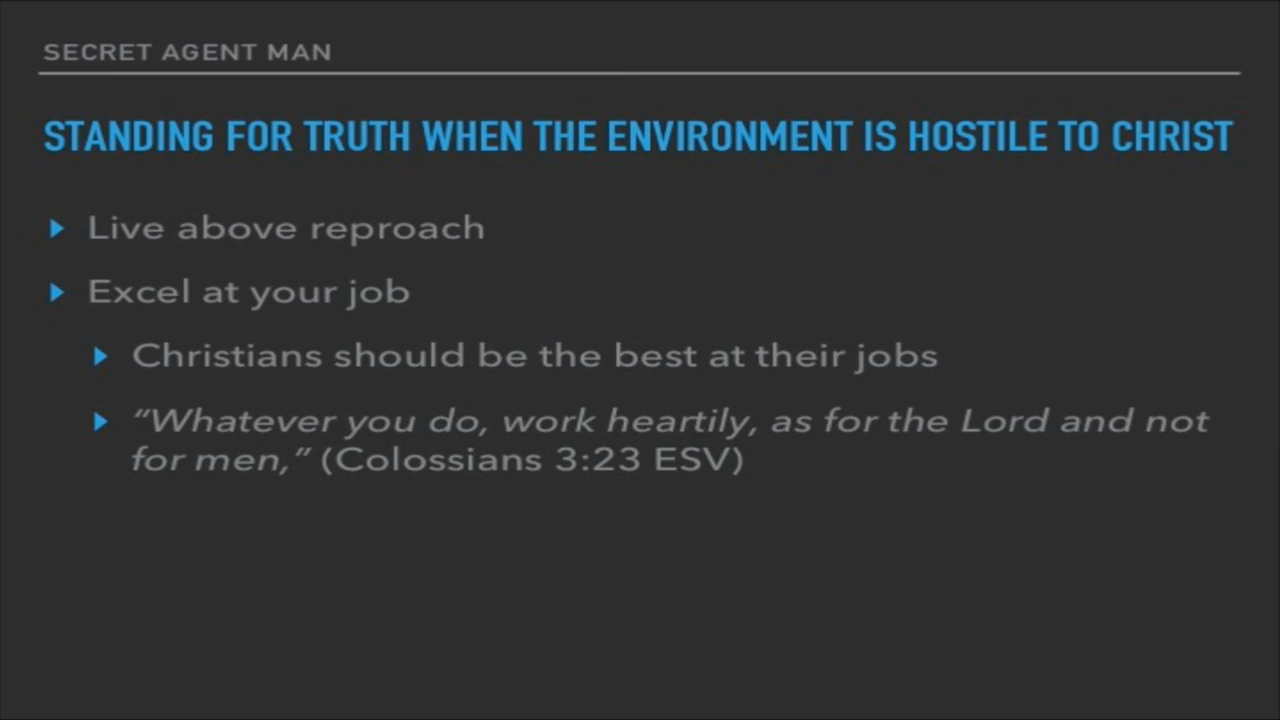 SECRET AGENT MAN
STANDING FOR TRUTH WHEN THE ENVIRONMENT IS HOSTILE TO CHRIST
Live above reproach
Excel at your job
Christians should be the best at their jobs
“Whatever you do, work heartily, as for the Lord and not
for men,” (Colossians 3:23 ESV)